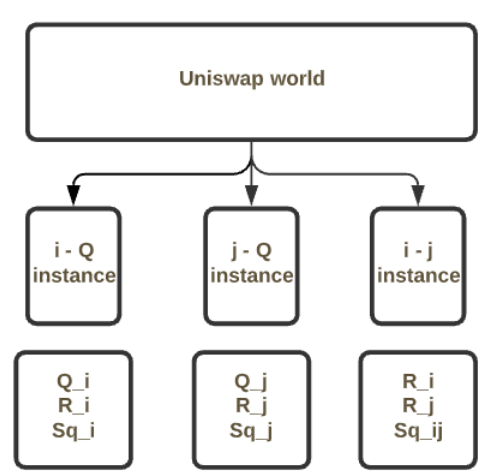 Uniswap world
i - Q
instance
j - Q
instance
i - j
instance
Q_i
R_i
Sq_i
Q_j
R_j
Sq_j
R_i
R_j
Sq_ij